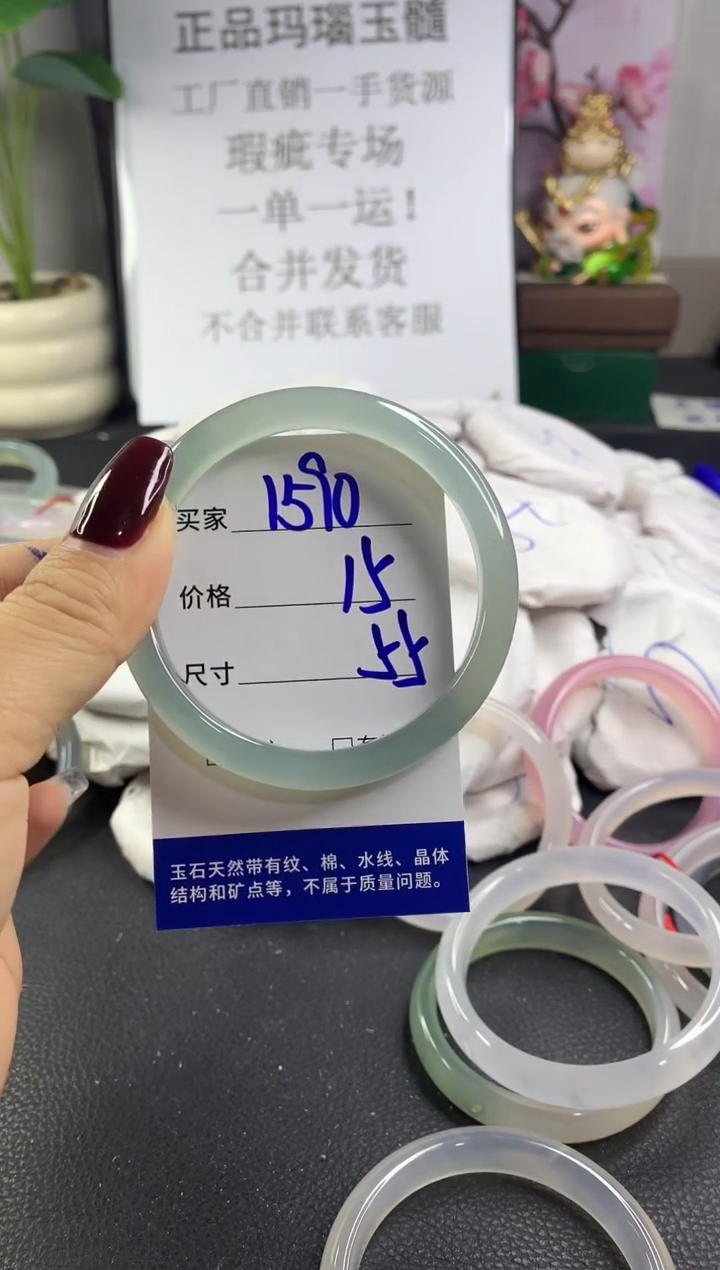 正品玛瑙玉髓
工厂直销一手货源
瑕疵专场
一单一运！
合并发货
不合并联系客服
买家 1590
价格 15
尺寸 55
玉石天然带有纹、棉、水线、晶体
结构和矿点等，不属于质量问题。